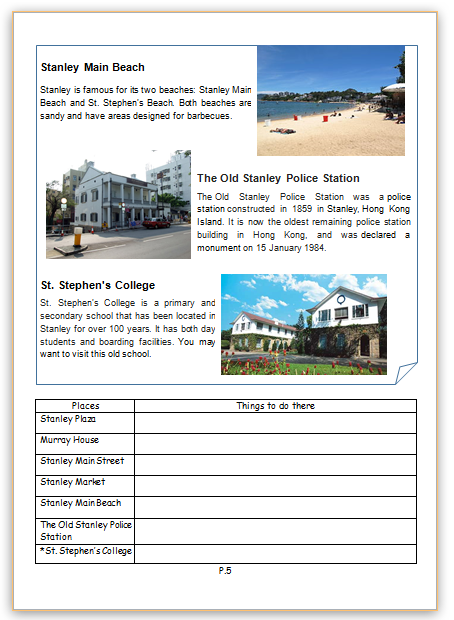 Stanley Main Beach
Stanley is famous for its two beaches: Stanley Main
Beach and St. Stephen's Beach. Both beaches are
sandy and have areas designed for barbecues.
The Old Stanley Police Station
The Old Stanley Police Station was a police
station constructed in 1859 in Stanley, Hong Kong
Island. It is now the oldest remaining police station
building in Hong Kong, and was declared a
monument on 15 January 1984.
St. Stephen's College
St. Stephen's College is a primary and
secondary school that has been located in
Stanley for over 100 years. It has both day
students and boarding facilities. You may
want to visit this old school.
Places Things to do there
Stanley Plaza
Murray House
Stanley Main Street
Stanley Market
Stanley Main Beach
The Old Stanley Police
Station
*St. Stephen's College
P.5